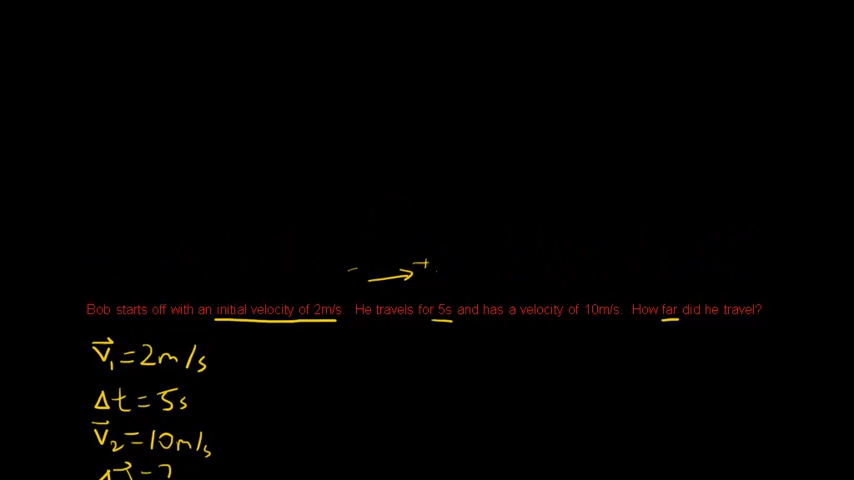 - → +
Bob starts off with an initial velocity of 2m/s. He travels for 5s and has a velocity of 10m/s. How far did he travel?
v⃗₁ = 2m/s
Δt = 5s
v⃗₂ = 10m/s